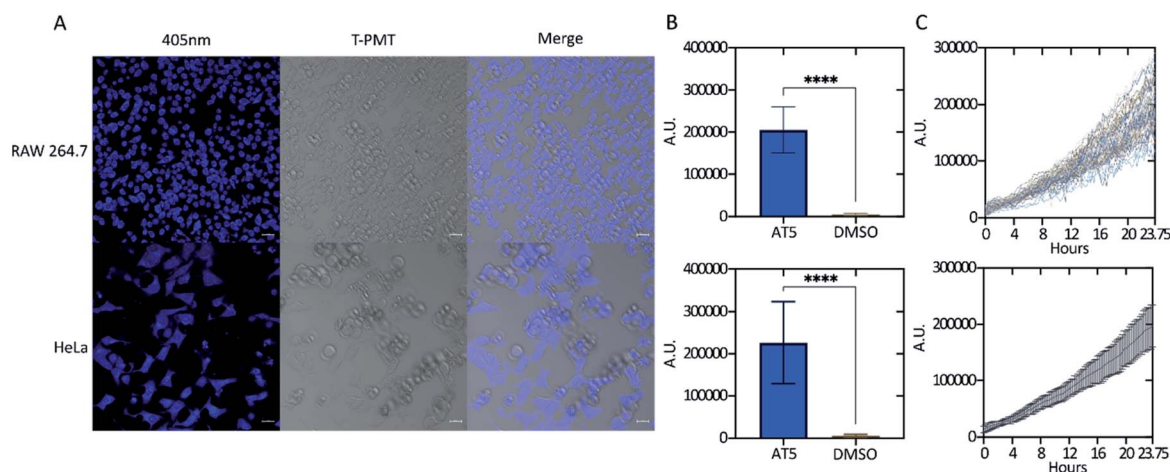 A
B
C
405nm
T-PMT
Merge
RAW 264.7
HeLa
400000
300000
200000
100000
0
A.U.
****
AT5
DMSO
400000
300000
200000
100000
0
A.U.
****
AT5
DMSO
300000
200000
100000
0
A.U.
0 4 8 12 16 20 23.75
Hours
300000
200000
100000
0
A.U.
0 4 8 12 16 20 23.75
Hours